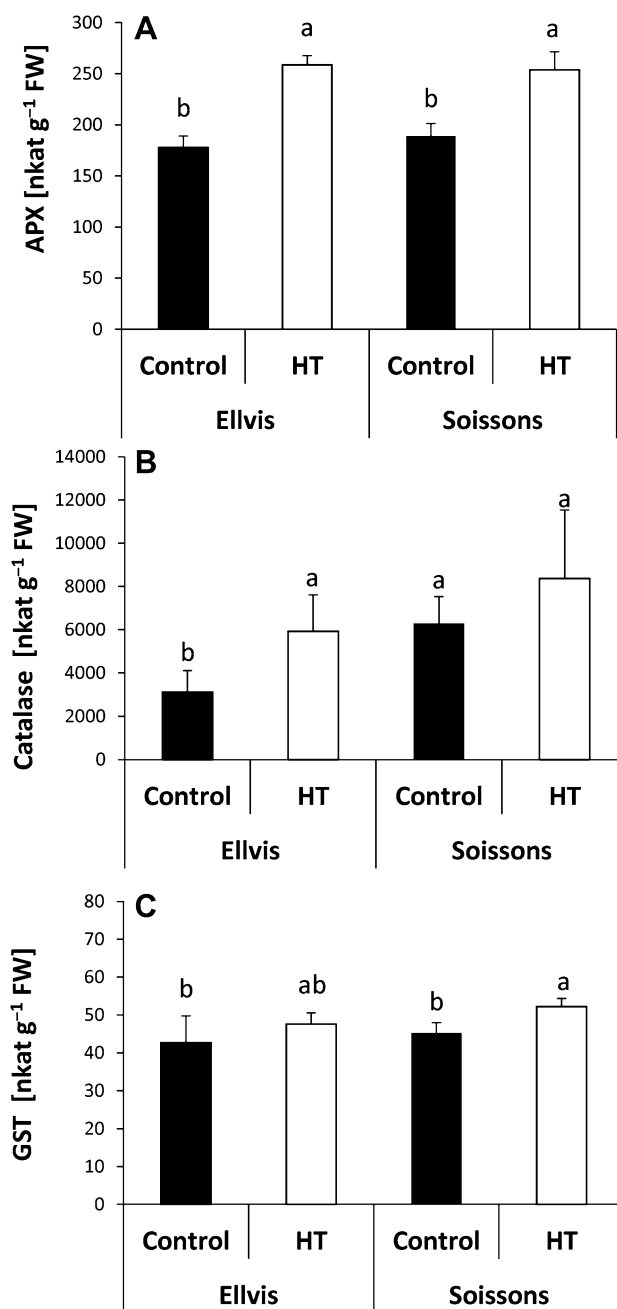 A
APX [nkat g⁻¹ FW]
300
250
200
150
100
50
0
b
a
b
a
Control HT Control HT
Ellvis Soissons
B
Catalase [nkat g⁻¹ FW]
14000
12000
10000
8000
6000
4000
2000
0
b
a
a
a
Control HT Control HT
Ellvis Soissons
C
GST [nkat g⁻¹ FW]
80
70
60
50
40
30
20
10
0
b
ab
b
a
Control HT Control HT
Ellvis Soissons